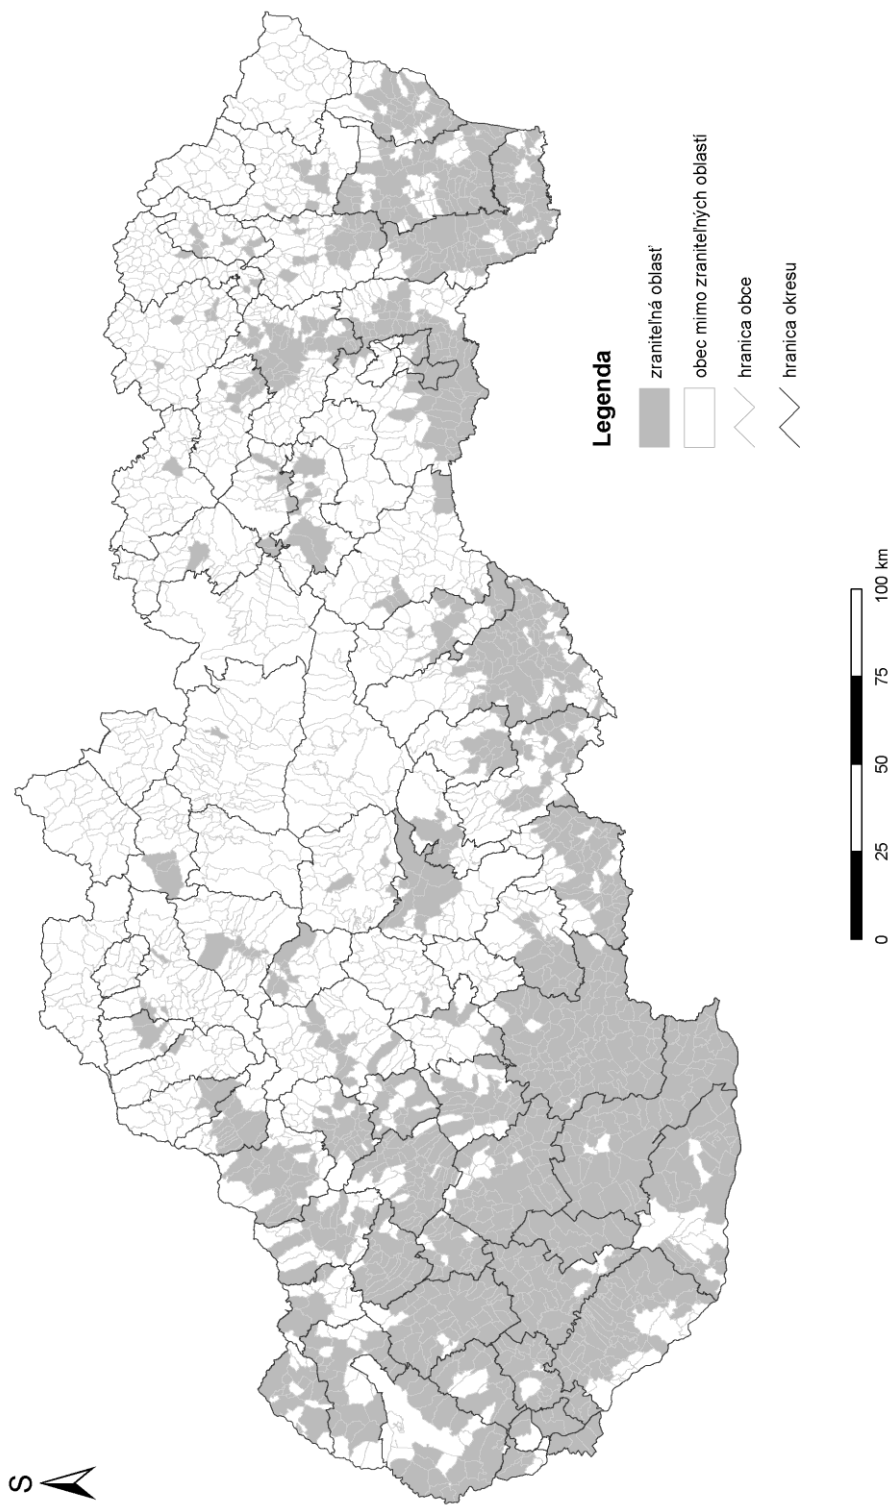 S
Legenda
zraniteľná oblasť
obec mimo zraniteľných oblastí
hranica obce
hranica okresu
0 25 50 75 100 km